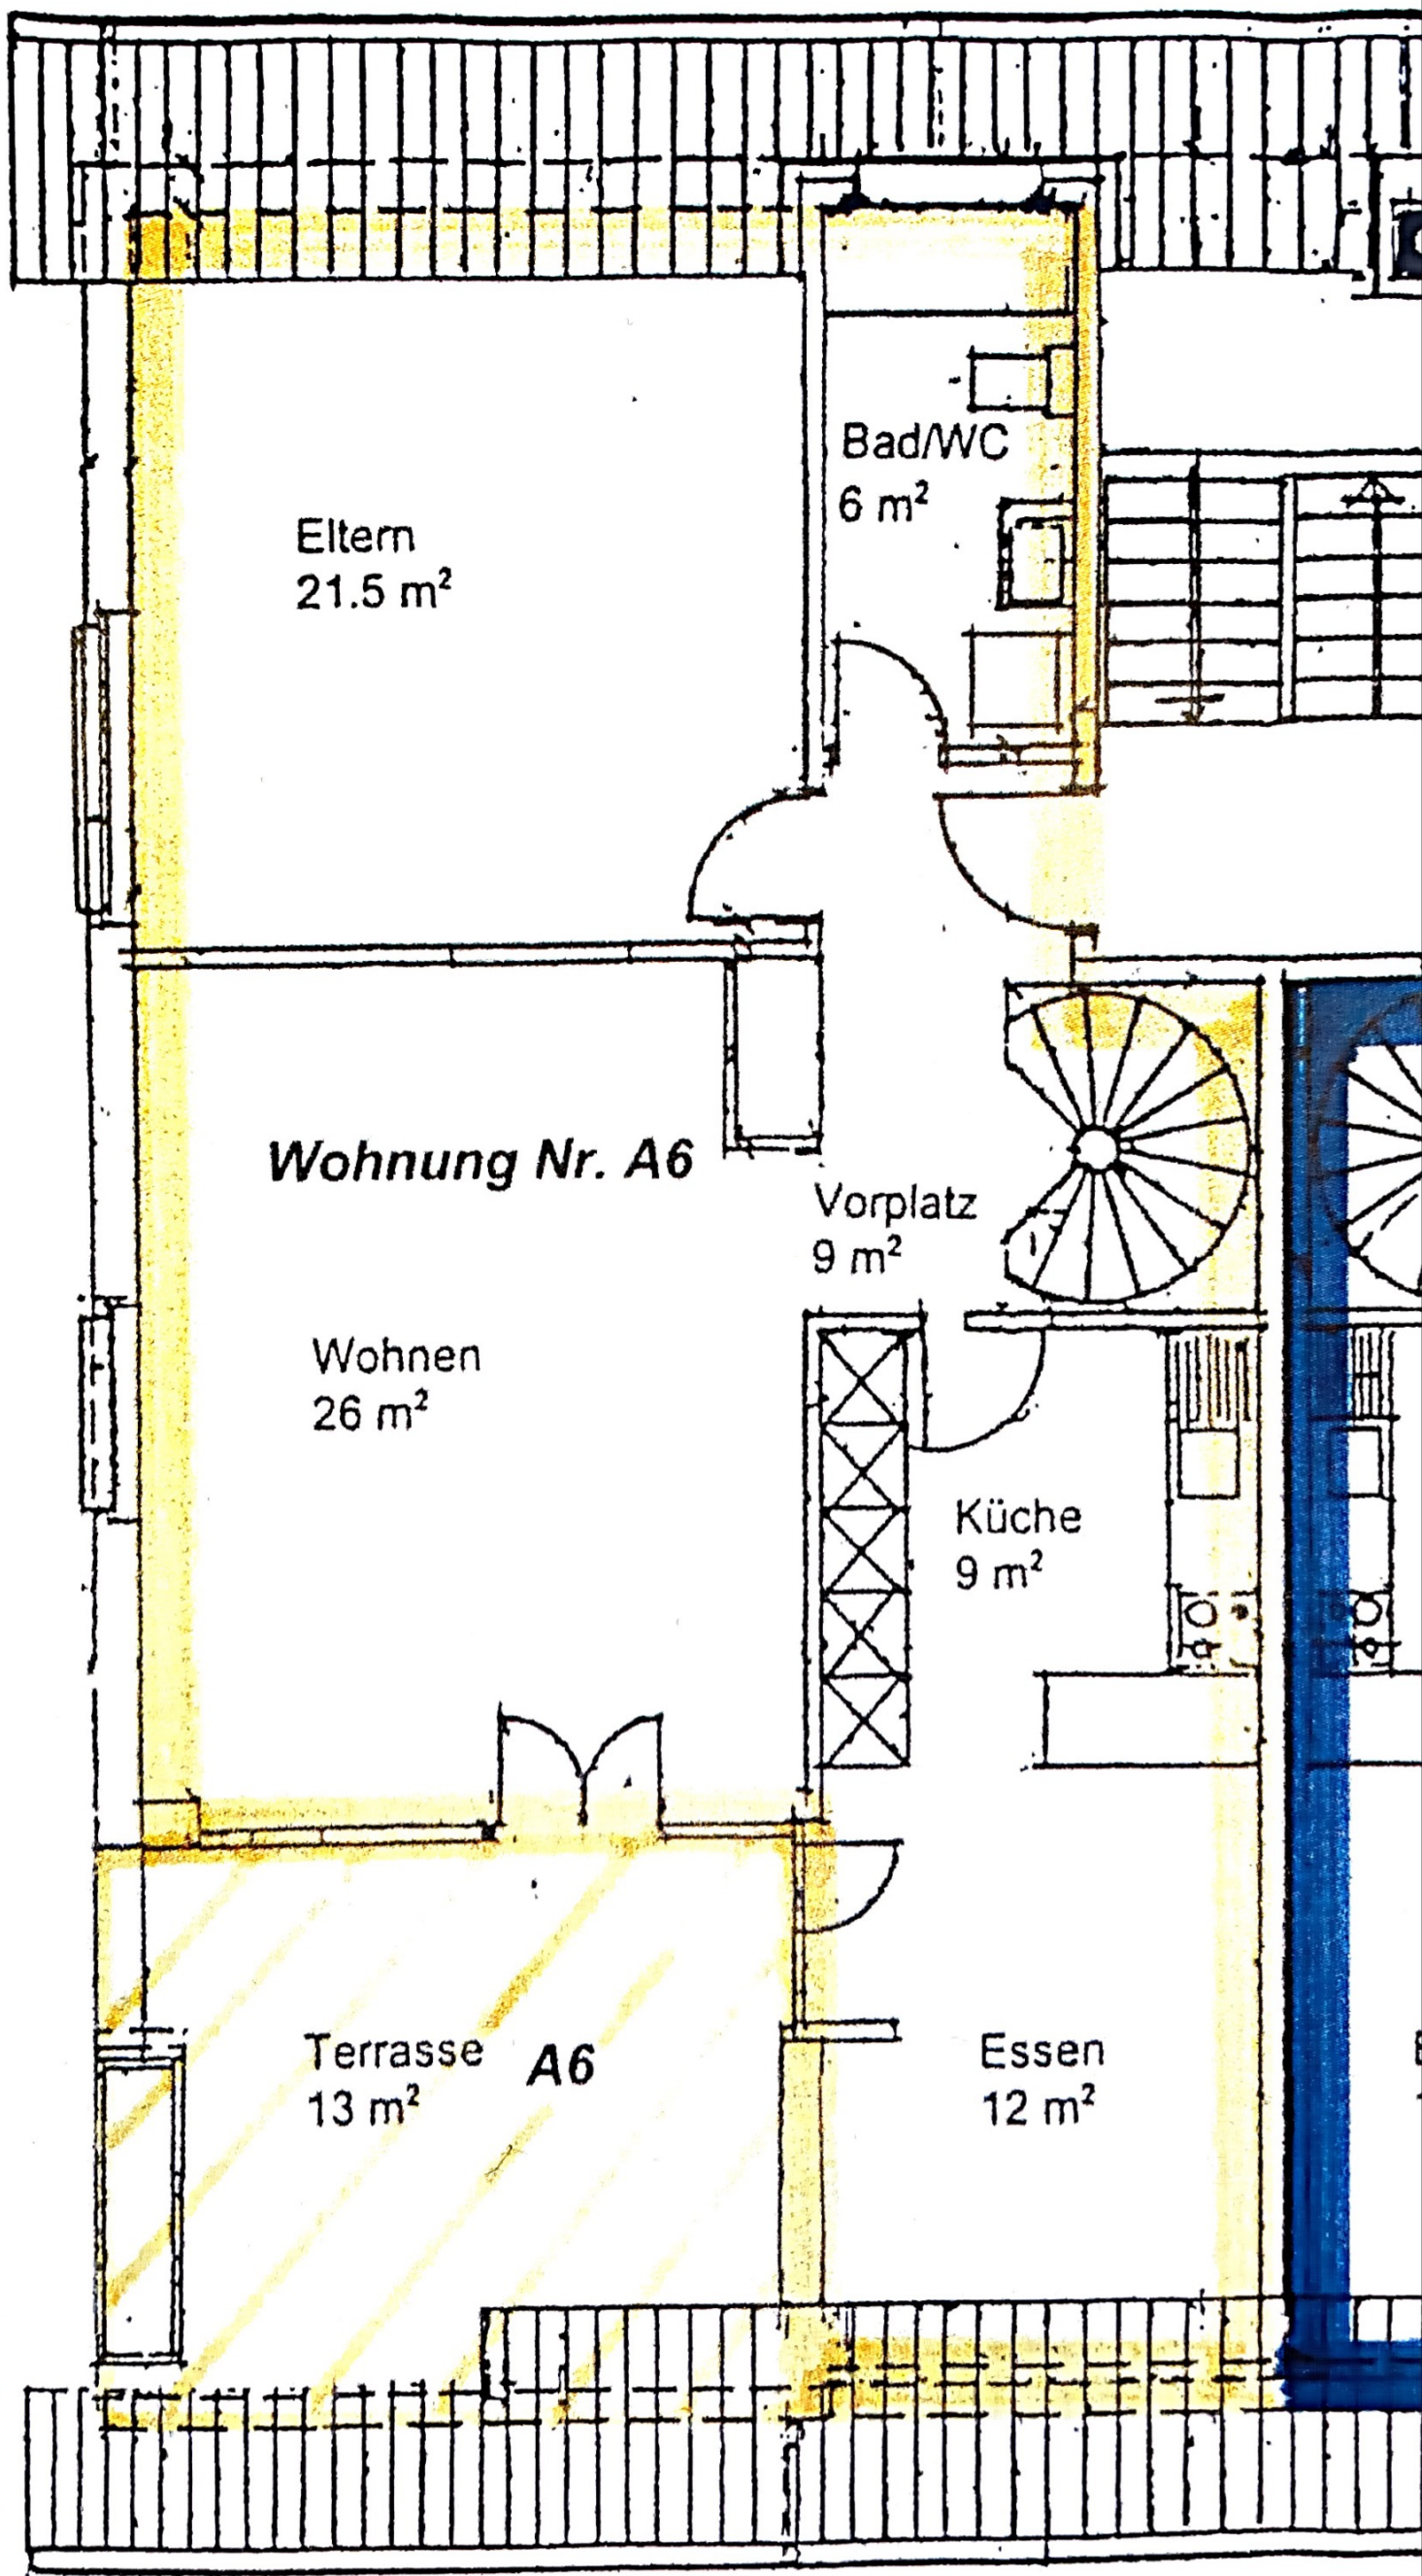 Bad/WC
6 m²
Eltern
21.5 m²
Wohnung Nr. A6
Vorplatz
9 m²
Wohnen
26 m²
Küche
9 m²
Terrasse A6
13 m²
Essen
12 m²